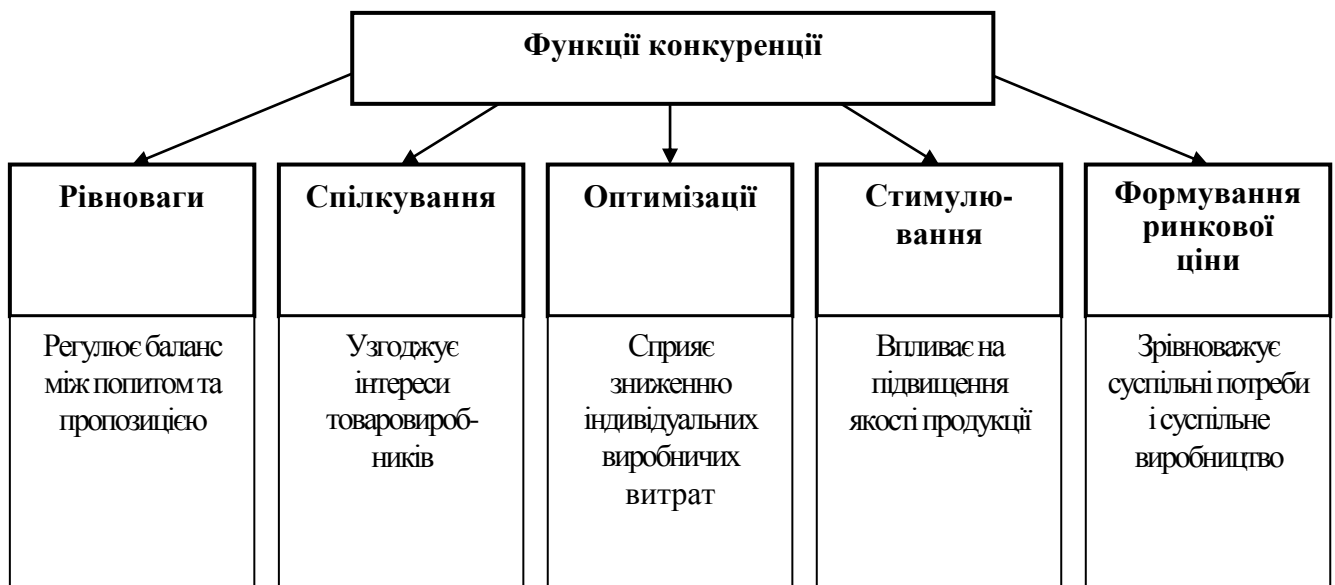 Функції конкуренції
Рівноваги
Регулює баланс
між попитом та
пропозицією
Спілкування
Узгоджує
інтереси
товаровироб-
ників
Оптимізації
Сприяє
зниженню
індивідуальних
виробничих
витрат
Стимулю-
вання
Впливає на
підвищення
якості продукції
Формування
ринкової
ціни
Зрівноважує
суспільні потреби
і суспільне
виробництво